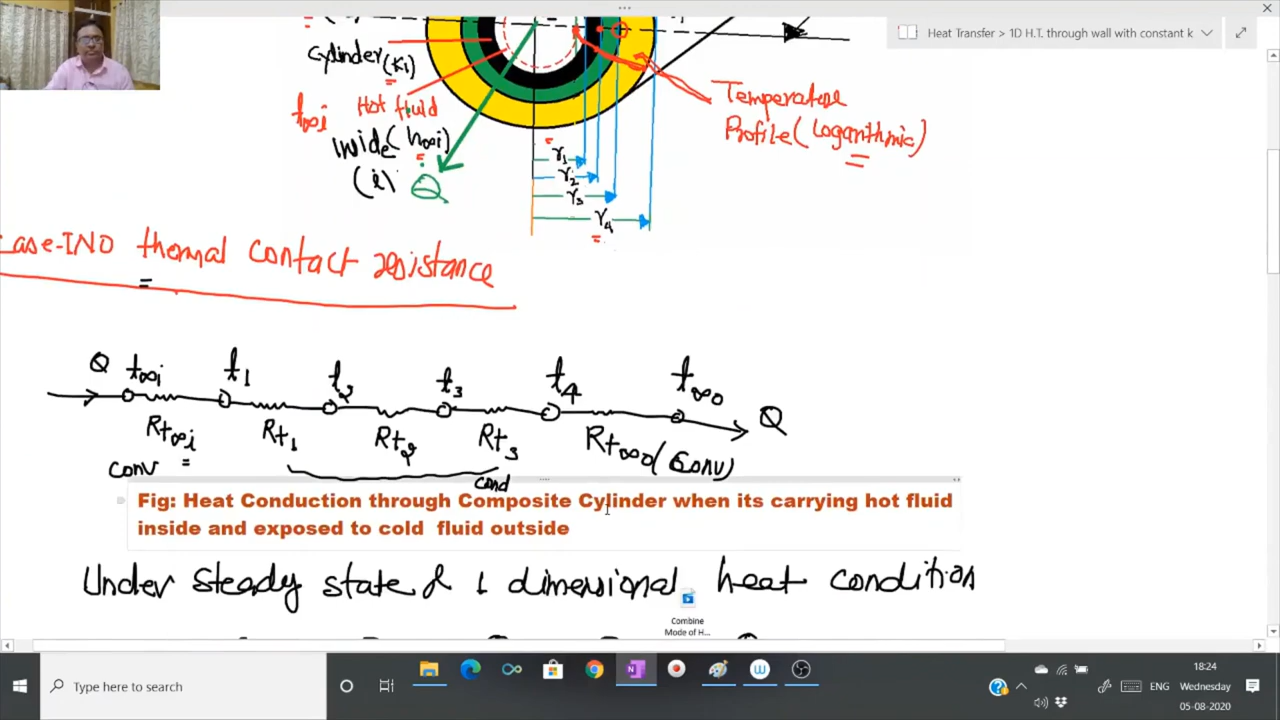 Heat Transfer > 1D H.T. through wall with constant k
cylinder (K1)
t∞i Hot fluid
Inside (h∞i)
(i)
Q
Temperature
Profile (logarithmic)
r1
r2
r3
r4
Case-I NO thermal contact resistance
Q t∞i t1 t2 t3 t4 t∞o Q
Rt∞i Rt1 Rt2 Rt3 Rt∞o (Conv)
conv cond
Fig: Heat Conduction through Composite Cylinder when its carrying hot fluid
inside and exposed to cold fluid outside
Under steady state & 1 dimensional heat condition
Combine
Mode of H...
Type here to search
ENG
18:24
Wednesday
05-08-2020